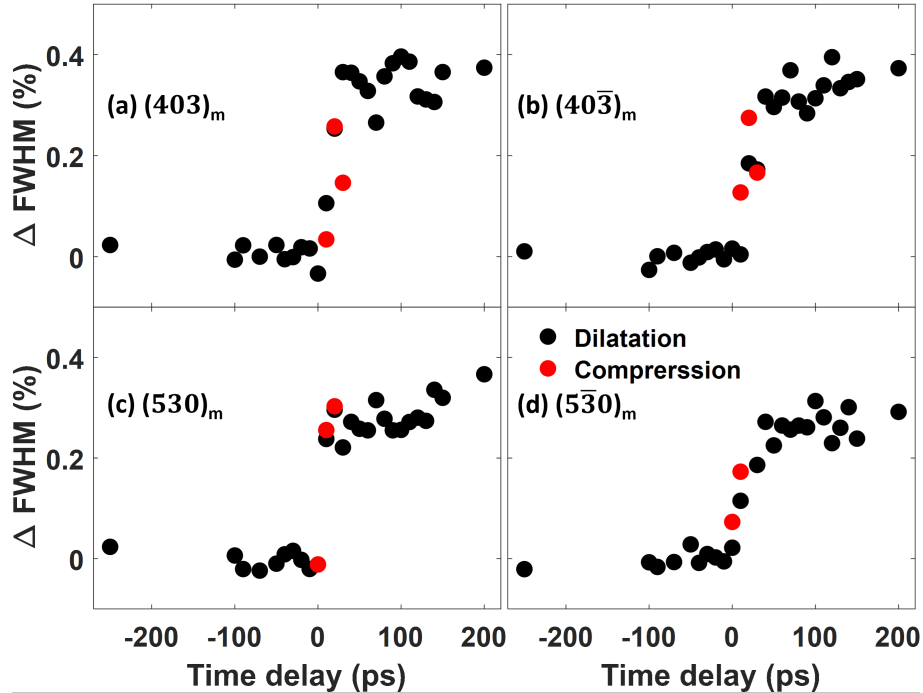 Δ FWHM (%)
0.4
0.2
0
(a) (403)m
(b) (403̅)m
Δ FWHM (%)
0.4
0.2
0
(c) (530)m
Dilatation
Comprerssion
(d) (53̅0)m
-200 -100 0 100 200
-200 -100 0 100 200
Time delay (ps)
Time delay (ps)